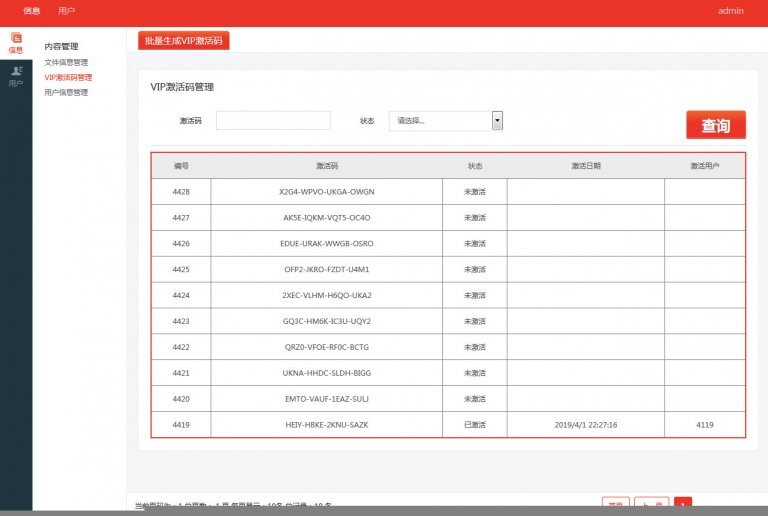 信息 用户 admin
信息
用户
内容管理
文件信息管理
VIP激活码管理
用户信息管理
批量生成VIP激活码
VIP激活码管理
激活码 状态 请选择... 查询
编号 激活码 状态 激活日期 激活用户
4428 X2G4-WPVO-UKGA-OWGN 未激活
4427 AK5E-IQKM-VQT5-OC4O 未激活
4426 EDUE-URAK-WWGB-OSRO 未激活
4425 OFP2-JKRO-FZDT-U4M1 未激活
4424 2XEC-VLHM-H6QO-UKA2 未激活
4423 GQ3C-HM6K-IC3U-UQY2 未激活
4422 QRZ0-VFOE-RF0C-BCTG 未激活
4421 UKNA-HHDC-SLDH-BIGG 未激活
4420 EMTO-VAUF-1EAZ-SULJ 未激活
4419 HEIY-HBKE-2KNU-SAZK 已激活 2019/4/1 22:27:16 4119
首页 上一页 1